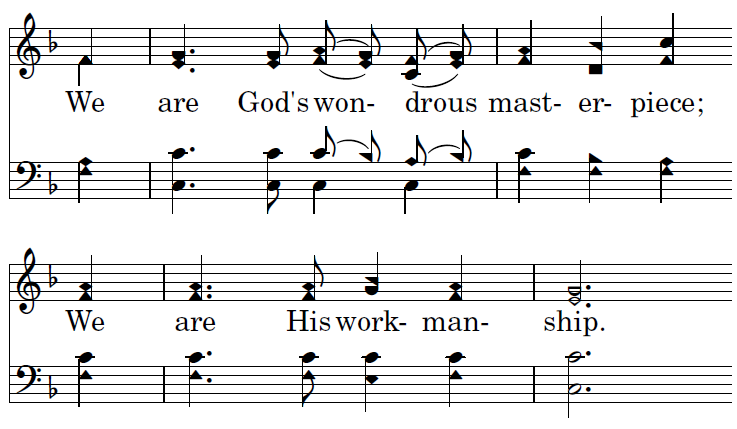 We are God's won- drous mast- er- piece;
We are His work- man- ship.